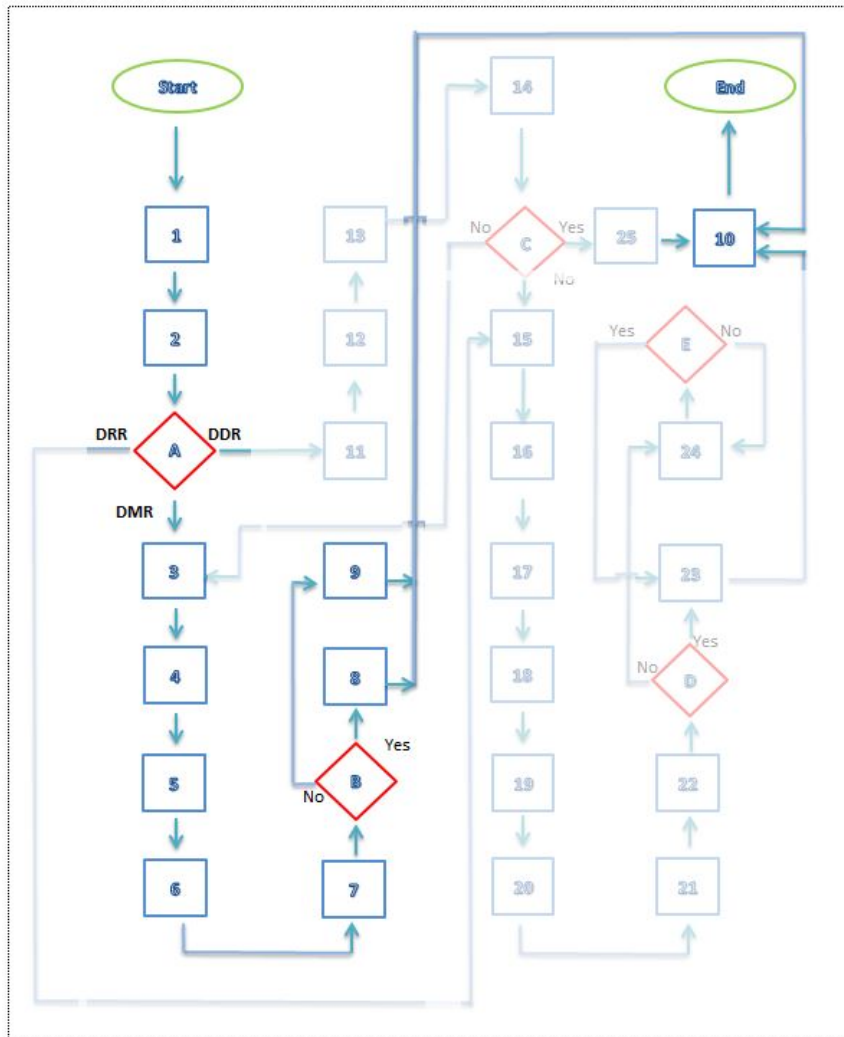 Start
14
End
1
13
No
C
Yes
25
10
No
2
12
15
Yes
E
No
DRR
A
DDR
11
16
24
DMR
3
9
17
23
Yes
4
8
18
No
D
Yes
5
B
No
19
22
6
7
20
21